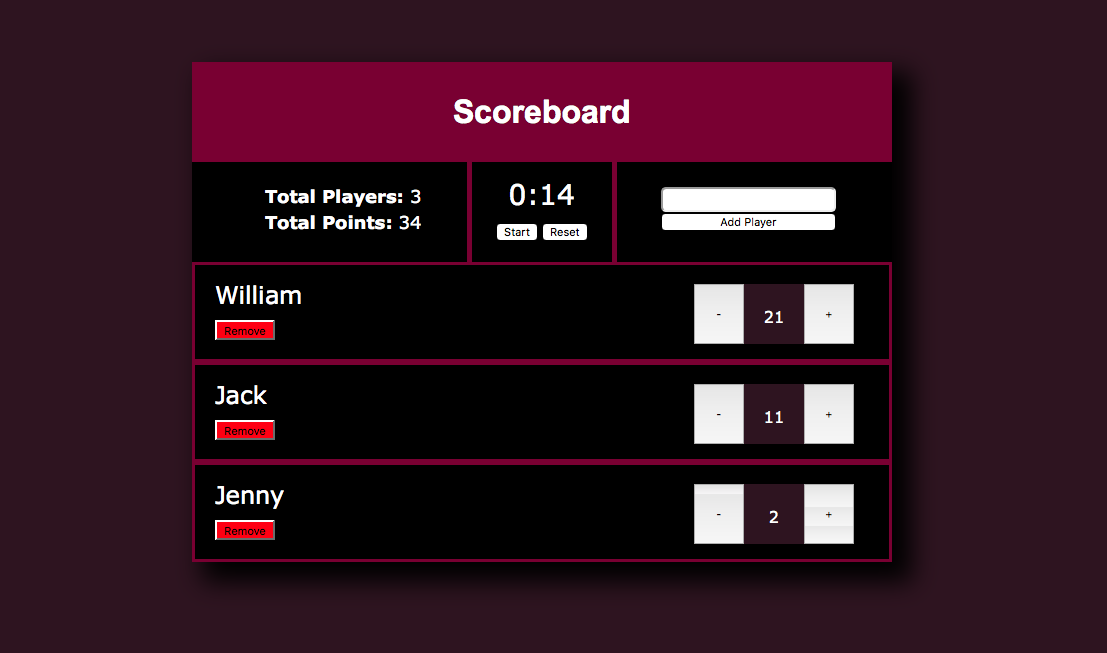 Scoreboard
Total Players: 3
Total Points: 34
0:14
Start Reset
Add Player
William
Remove
- 21 +
Jack
Remove
- 11 +
Jenny
Remove
- 2 +